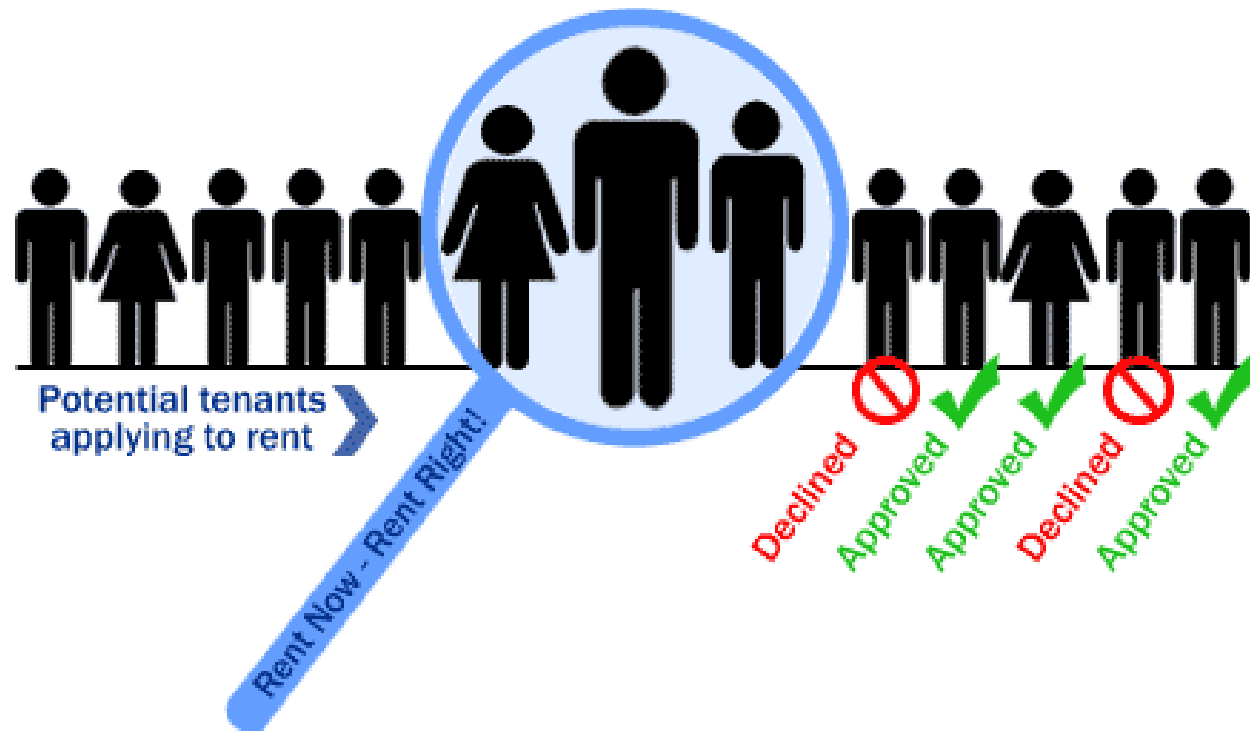 Potential tenants
applying to rent
Rent Now - Rent Right!
Declined
Approved
Approved
Declined
Approved